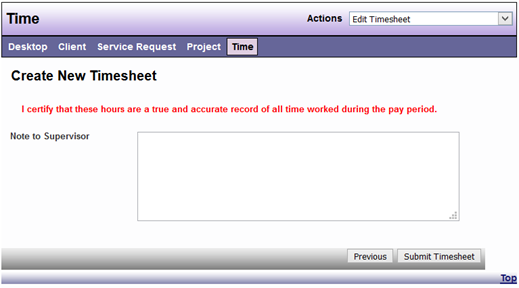 Time
Actions Edit Timesheet
Desktop Client Service Request Project Time
Create New Timesheet
I certify that these hours are a true and accurate record of all time worked during the pay period.
Note to Supervisor
Previous Submit Timesheet
Top